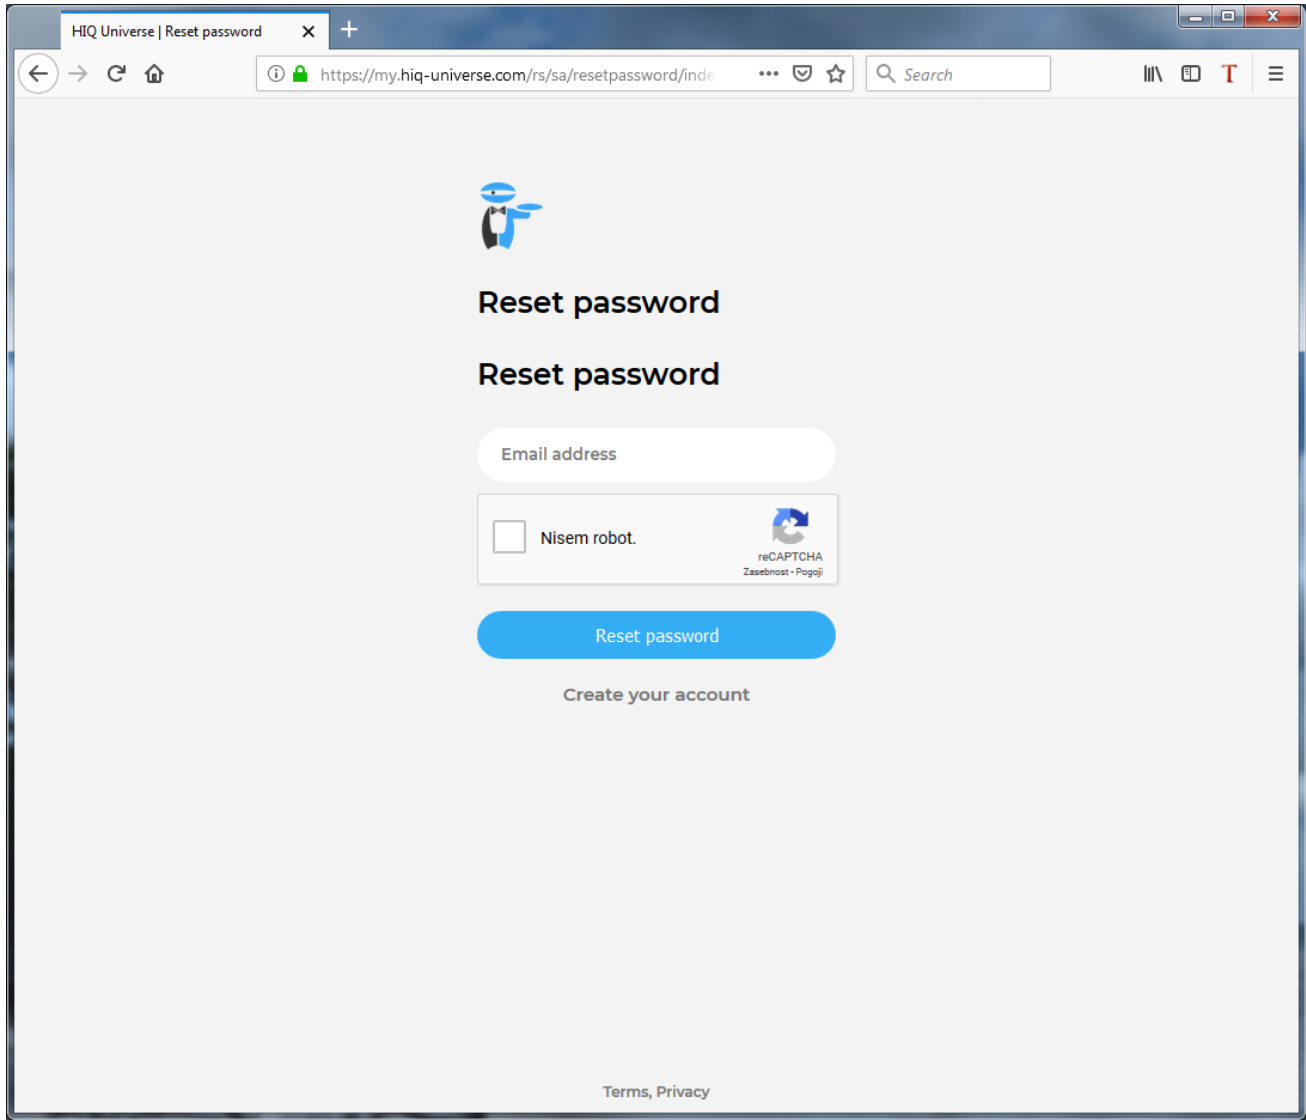 HIQ Universe | Reset password
https://my.hiq-universe.com/rs/sa/resetpassword/inde
Search
T
Reset password
Reset password
Email address
Nisem robot.
reCAPTCHA
Zasebnost - Pogoji
Reset password
Create your account
Terms, Privacy